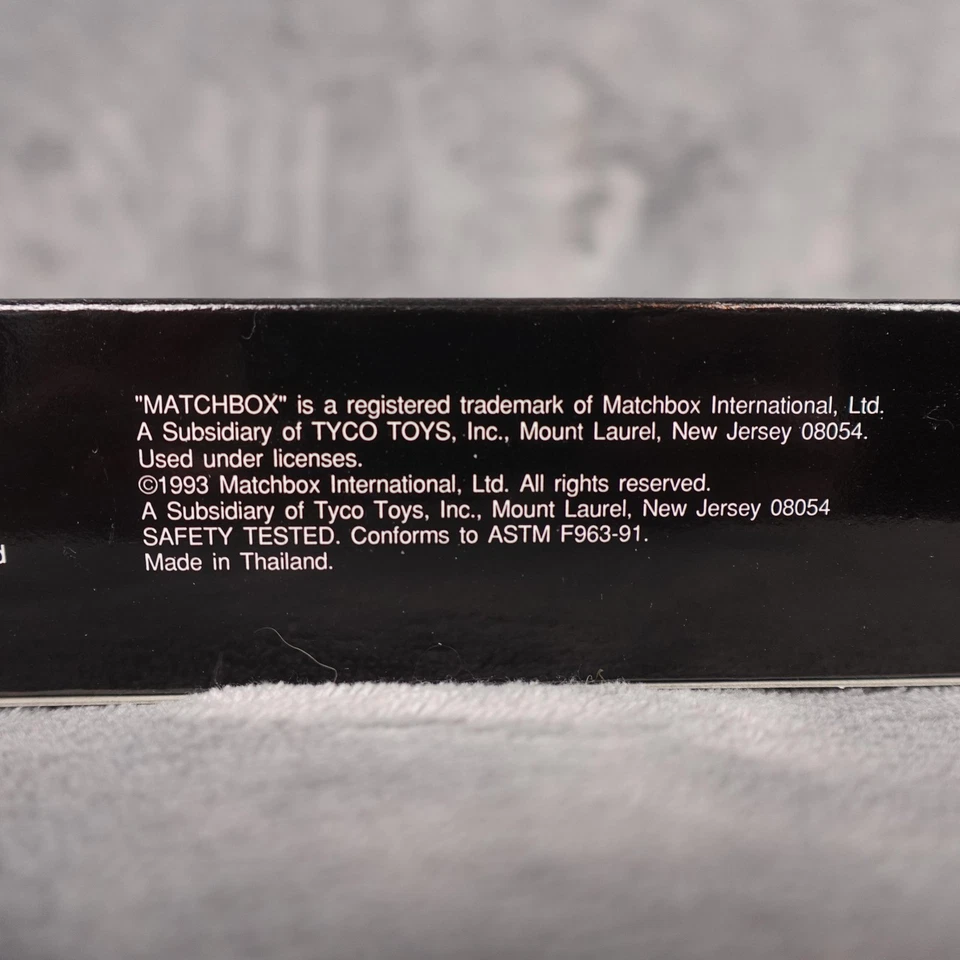 "MATCHBOX" is a registered trademark of Matchbox International, Ltd.
A Subsidiary of TYCO TOYS, Inc., Mount Laurel, New Jersey 08054.
Used under licenses.
©1993 Matchbox International, Ltd. All rights reserved.
A Subsidiary of Tyco Toys, Inc., Mount Laurel, New Jersey 08054
SAFETY TESTED. Conforms to ASTM F963-91.
Made in Thailand.